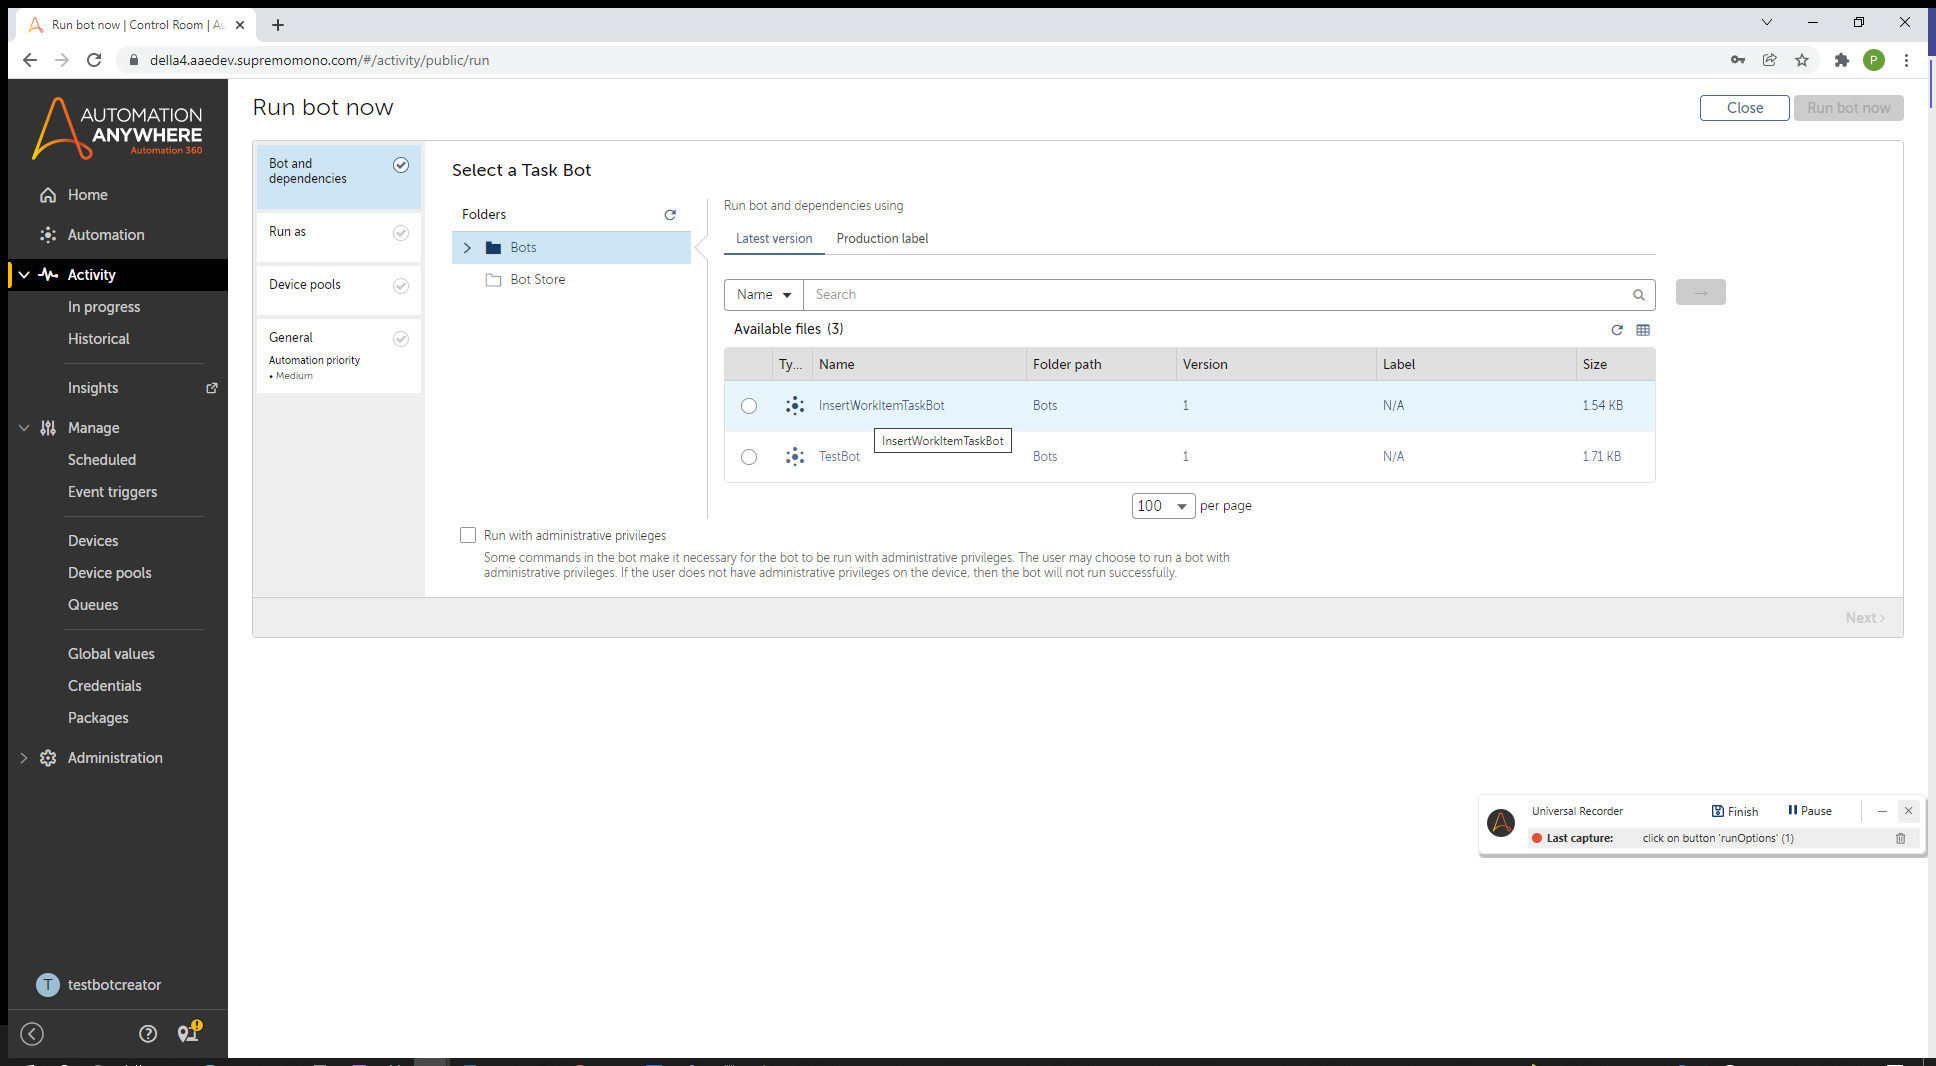 Run bot now | Control Room | Au
della4.aaedev.supremomono.com/#/activity/public/run
P
AUTOMATION
ANYWHERE
Automation 360
Home
Automation
Activity
In progress
Historical
Insights
Manage
Scheduled
Event triggers
Devices
Device pools
Queues
Global values
Credentials
Packages
Administration
T testbotcreator
Run bot now
Close
Run bot now
Bot and
dependencies
Run as
Device pools
General
Automation priority
• Medium
Select a Task Bot
Folders
Bots
Bot Store
Run bot and dependencies using
Latest version
Production label
Name
Search
Available files (3)
Ty... Name Folder path Version Label Size
InsertWorkItemTaskBot Bots 1 N/A 1.54 KB
InsertWorkItemTaskBot
TestBot Bots 1 N/A 1.71 KB
100 per page
Run with administrative privileges
Some commands in the bot make it necessary for the bot to be run with administrative privileges. The user may choose to run a bot with
administrative privileges. If the user does not have administrative privileges on the device, then the bot will not run successfully.
Next >
Universal Recorder
Finish
Pause
Last capture: click on button 'runOptions' (1)